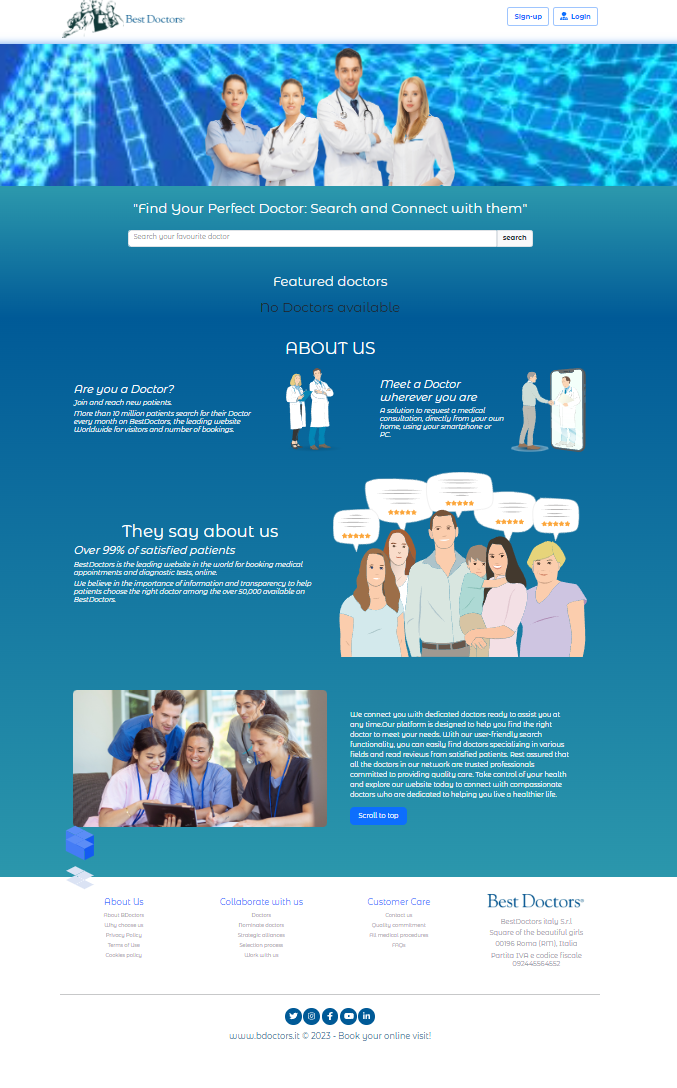 Best Doctors®
Sign-up
Login
"Find Your Perfect Doctor: Search and Connect with them"
Search your favourite doctor
search
Featured doctors
No Doctors available
ABOUT US
Are you a Doctor?
Join and reach new patients.
More than 10 million patients search for their Doctor
every month on BestDoctors, the leading website
Worldwide for visitors and number of bookings.
Meet a Doctor
wherever you are
A solution to request a medical
consultation, directly from your own
home, using your smartphone or
PC.
They say about us
Over 99% of satisfied patients
BestDoctors is the leading website in the world for booking medical
appointments and diagnostic tests, online.
We believe in the importance of information and transparency to help
patients choose the right doctor among the over 50,000 available on
BestDoctors.
We connect you with dedicated doctors ready to assist you at
any time.Our platform is designed to help you find the right
doctor to meet your needs. With our user-friendly search
functionality, you can easily find doctors specializing in various
fields and read reviews from satisfied patients. Rest assured that
all the doctors in our network are trusted professionals
committed to providing quality care. Take control of your health
and explore our website today to connect with compassionate
doctors who are dedicated to helping you live a healthier life.
Scroll to top
About Us
About BDoctors
Why choose us
Privacy Policy
Terms of Use
Cookies policy
Collaborate with us
Doctors
Nominate doctors
Strategic alliances
Selection process
Work with us
Customer Care
Contact us
Quality commitment
All medical procedures
FAQs
Best Doctors®
BestDoctors Italy S.r.l
Square of the beautiful girls
00196 Roma (RM), Italia
Partita IVA e codice fiscale
092446564652
www.bdoctors.it © 2023 - Book your online visit!